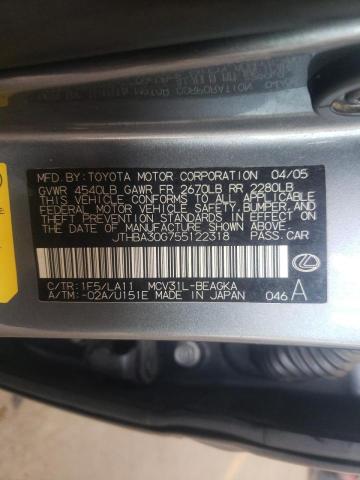 MFD. BY:TOYOTA MOTOR CORPORATION 04/05
GVWR 4540LB GAWR FR 2670LB RR 2280LB
THIS VEHICLE CONFORMS TO ALL APPLICABLE
FEDERAL MOTOR VEHICLE SAFETY, BUMPER,
AND THEFT PREVENTION STANDARDS IN EFFECT
ON THE DATE OF MANUFACTURE SHOWN ABOVE.
JTHBA30G755122318 PASS.CAR
C/TR:1F5/LA11 MCV31L-BEAGKA
A/TM:-02A/U151E MADE IN JAPAN 046 A